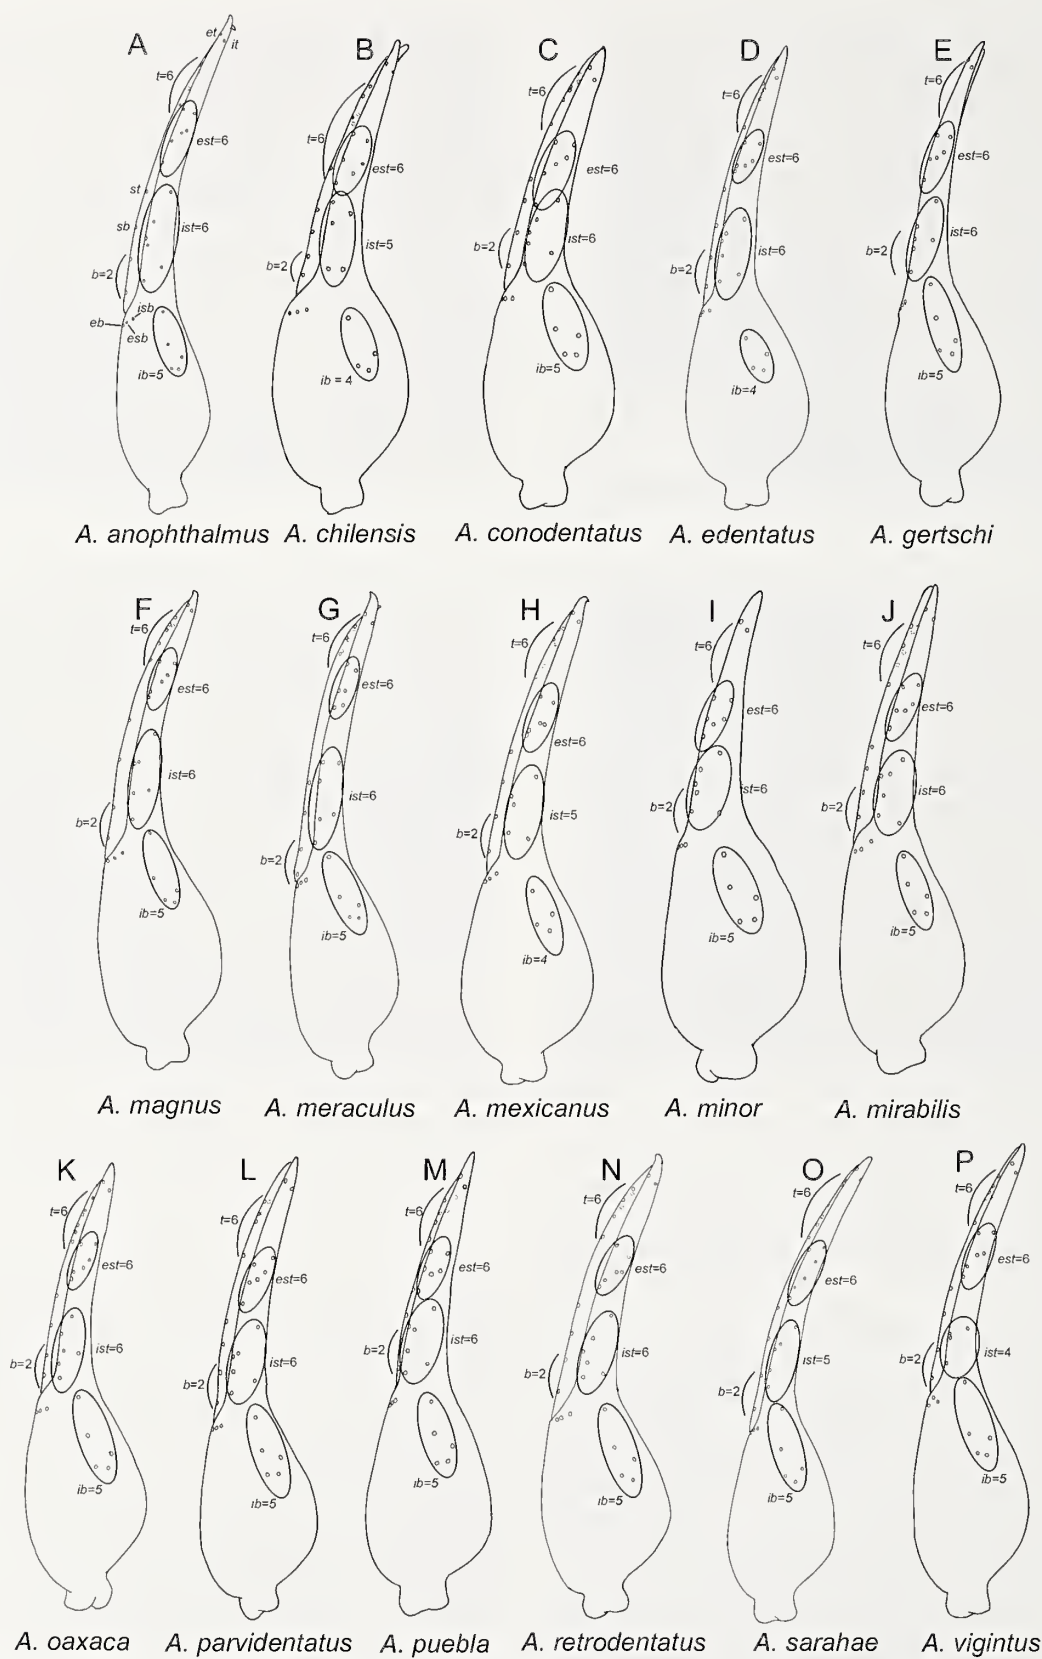 A B C D E
et it
t=6 t=6 t=6 t=6 t=6
est=6 est=6 est=6 est=6 est=6
st
sb ist=6 ist=5 ist=6 ist=6 ist=6
b=2 b=2 b=2 b=2 b=2
isb
eb esb
ib=5 ib = 4 ib=5 ib=4 ib=5
A. anophthalmus A. chilensis A. conodentatus A. edentatus A. gertschi
F G H I J
t=6 t=6 t=6 t=6 t=6
est=6 est=6 est=6 est=6 est=6
ist=6 ist=6 ist=5 ist=6 ist=6
b=2 b=2 b=2 b=2 b=2
ib=5 ib=5 ib=4 ib=5 ib=5
A. magnus A. meraculus A. mexicanus A. minor A. mirabilis
K L M N O P
t=6 t=6 t=6 t=6 t=6 t=6
est=6 est=6 est=6 est=6 est=6 est=6
ist=6 ist=6 ist=6 ist=6 ist=5 ist=4
b=2 b=2 b=2 b=2 b=2 b=2
ib=5 ib=5 ib=5 ib=5 ib=5 ib=5
A. oaxaca A. parvidentatus A. puebla A. retrodentatus A. sarahae A. vigintus